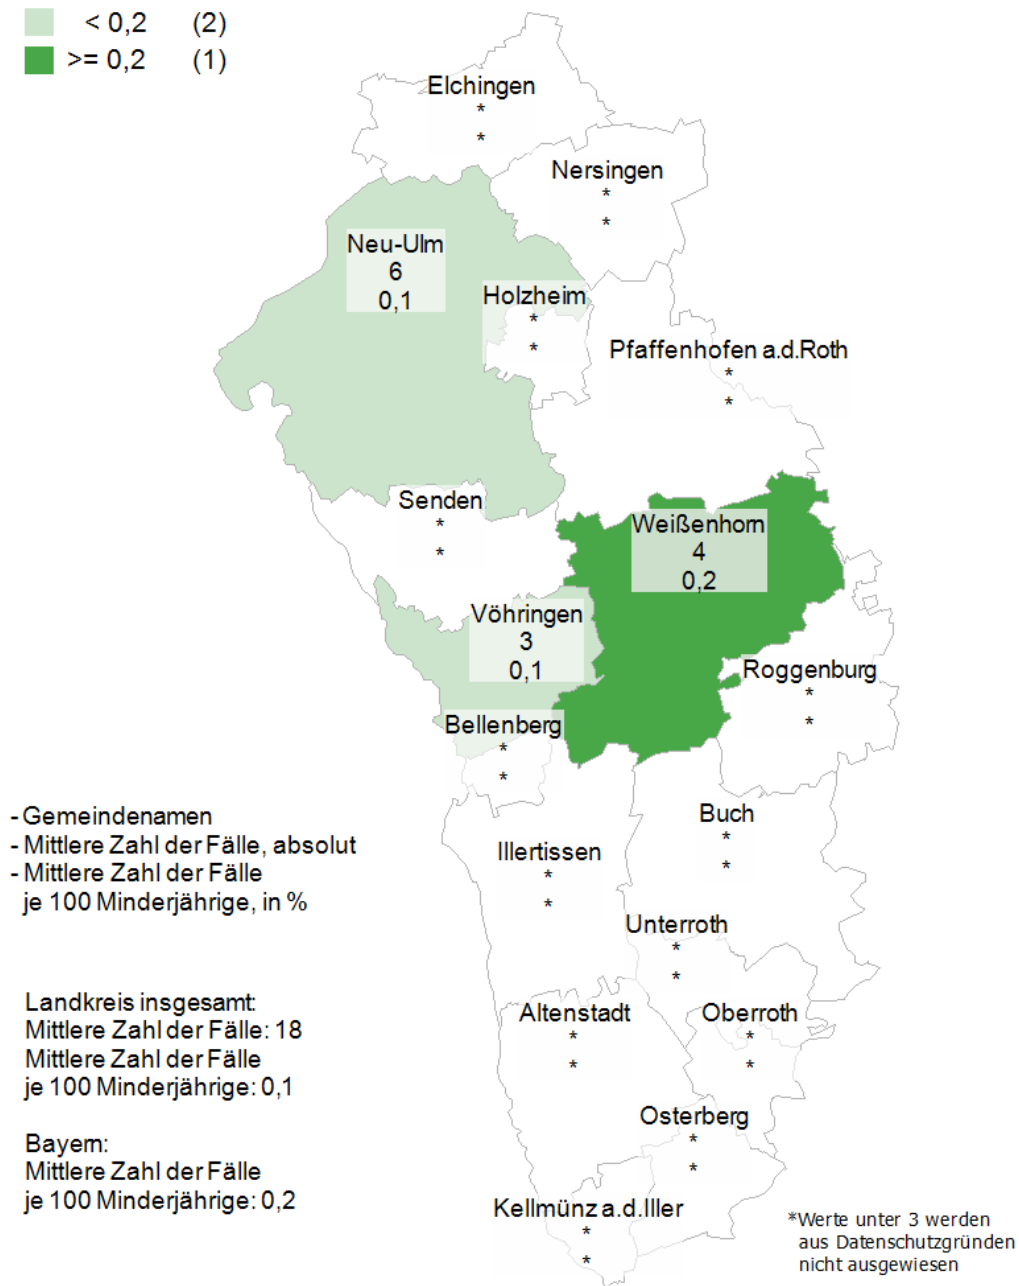 < 0,2 (2)
>= 0,2 (1)
Elchingen
*
*
Nersingen
*
*
Neu-Ulm
6
0,1
Holzheim
*
*
Pfaffenhofen a.d.Roth
*
*
Senden
*
*
Weißenhorn
4
0,2
Vöhringen
3
0,1
Roggenburg
*
*
Bellenberg
*
*
- Gemeindenamen
- Mittlere Zahl der Fälle, absolut
- Mittlere Zahl der Fälle
je 100 Minderjährige, in %
Buch
*
*
Illertissen
*
*
Unterroth
*
*
Landkreis insgesamt:
Mittlere Zahl der Fälle: 18
Mittlere Zahl der Fälle
je 100 Minderjährige: 0,1
Altenstadt
*
*
Oberroth
*
*
Bayern:
Mittlere Zahl der Fälle
je 100 Minderjährige: 0,2
Osterberg
*
*
Kellmünz a.d.Iller
*
*
*Werte unter 3 werden
aus Datenschutzgründen
nicht ausgewiesen